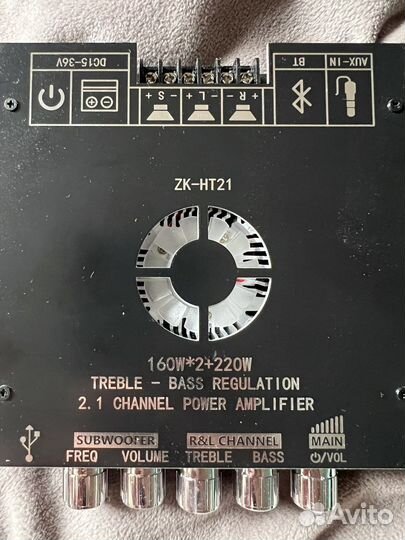 DC15-36V
+ S - + L - + R -
BT
AUX-IN
ZK-HT21
160W*2+220W
TREBLE - BASS REGULATION
2.1 CHANNEL POWER AMPLIFIER
SUBWOOFER R&L CHANNEL MAIN
FREQ VOLUME TREBLE BASS /VOL
Avito